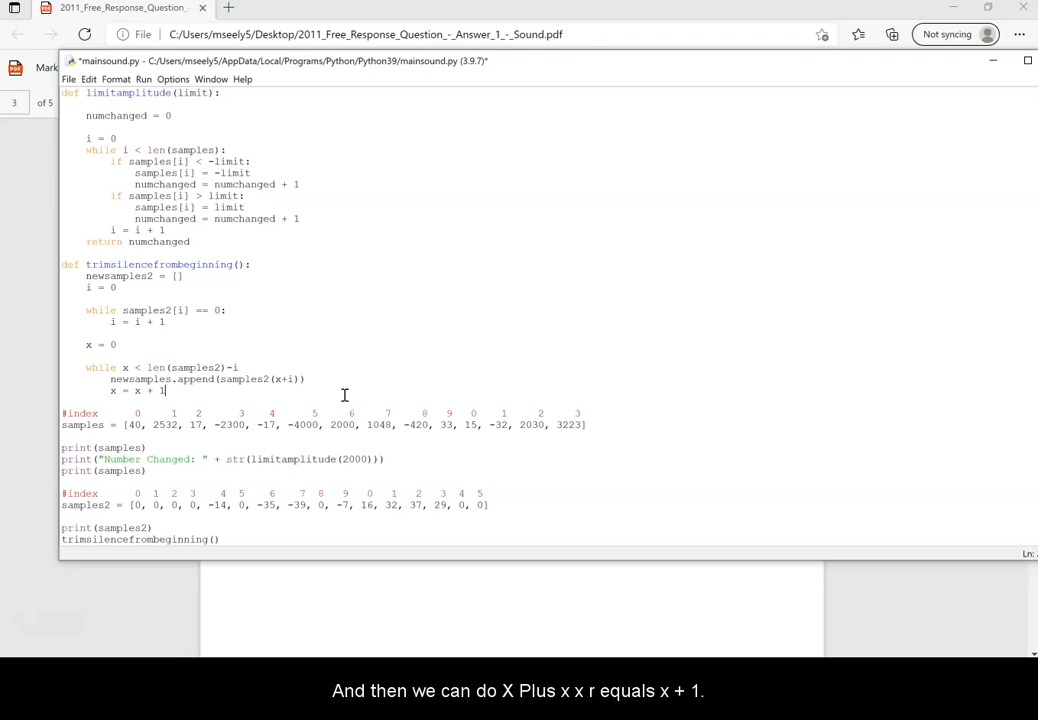 2011_Free_Response_Question_-
File C:/Users/mseely5/Desktop/2011_Free_Response_Question_-_Answer_1_-_Sound.pdf Not syncing
*mainsound.py - C:/Users/mseely5/AppData/Local/Programs/Python/Python39/mainsound.py (3.9.7)*
Mark
File Edit Format Run Options Window Help
3 of 5
def limitamplitude(limit):
numchanged = 0
i = 0
while i < len(samples):
if samples[i] < -limit:
samples[i] = -limit
numchanged = numchanged + 1
if samples[i] > limit:
samples[i] = limit
numchanged = numchanged + 1
i = i + 1
return numchanged
def trimsilencefrombeginning():
newsamples2 = []
i = 0
while samples2[i] == 0:
i = i + 1
x = 0
while x < len(samples2)-i
newsamples.append(samples2(x+i))
x = x + 1
#index 0 1 2 3 4 5 6 7 8 9 0 1 2 3
samples = [40, 2532, 17, -2300, -17, -4000, 2000, 1048, -420, 33, 15, -32, 2030, 3223]
print(samples)
print("Number Changed: " + str(limitamplitude(2000)))
print(samples)
#index 0 1 2 3 4 5 6 7 8 9 0 1 2 3 4 5
samples2 = [0, 0, 0, 0, -14, 0, -35, -39, 0, -7, 16, 32, 37, 29, 0, 0]
print(samples2)
trimsilencefrombeginning()
Ln:
And then we can do X Plus x x r equals x + 1.